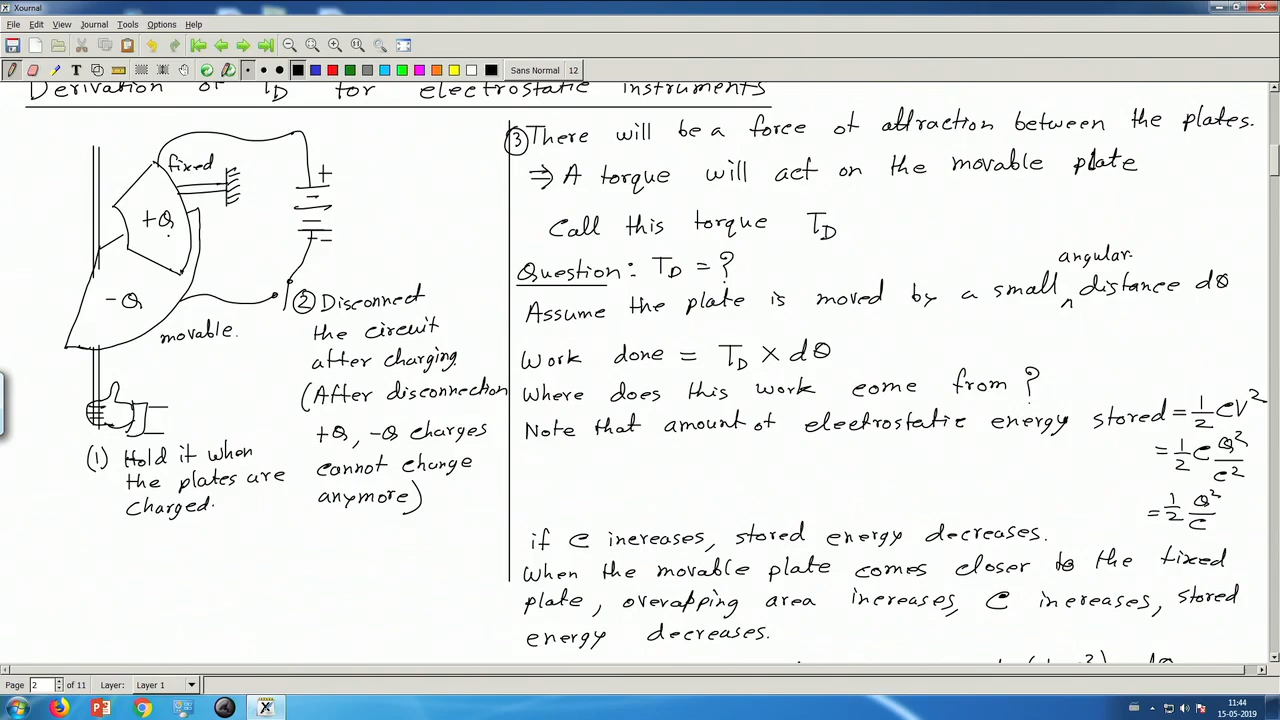 Xournal
File Edit View Journal Tools Options Help
Sans Normal 12
Derivation of TD for electrostatic instruments
fixed
+
+Q
-
-Q
movable.
(1) Hold it when
the plates are
charged.
② Disconnect
the circuit
after charging.
(After disconnection
+Q, -Q charges
cannot change
anymore)
③ There will be a force of attraction between the plates.
⇒ A torque will act on the movable plate
Call this torque TD
Question: TD = ?
angular
Assume the plate is moved by a small distance dθ
Work done = TD × dθ
Where does this work come from ?
Note that amount of electrostatic energy stored = 1/2 CV²
= 1/2 C Q²/C²
= 1/2 Q²/C
if C increases, stored energy decreases.
When the movable plate comes closer to the fixed
plate, overapping area increases, C increases, stored
energy decreases.
Page 2 of 11 Layer: Layer 1
11:44
15-05-2019